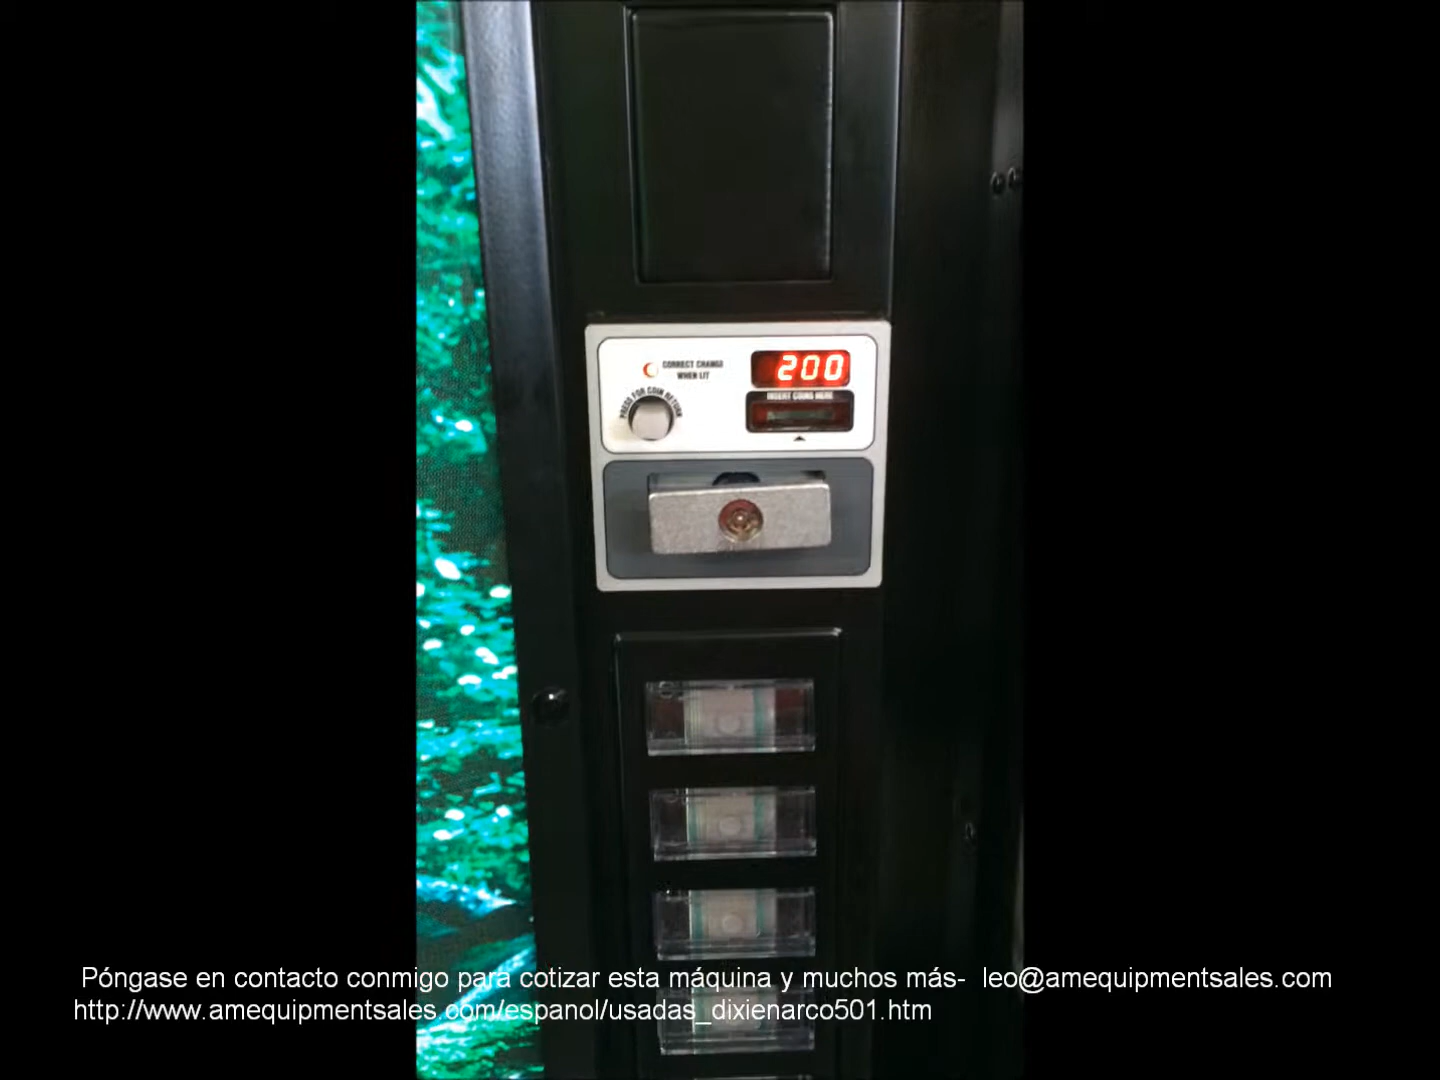 CORRECT CHANGE
WHEN LIT
200
PRESS FOR COIN RETURN
INSERT COINS HERE
Póngase en contacto conmigo para cotizar esta máquina y muchos más- leo@amequipmentsales.com
http://www.amequipmentsales.com/espanol/usadas_dixienarco501.htm